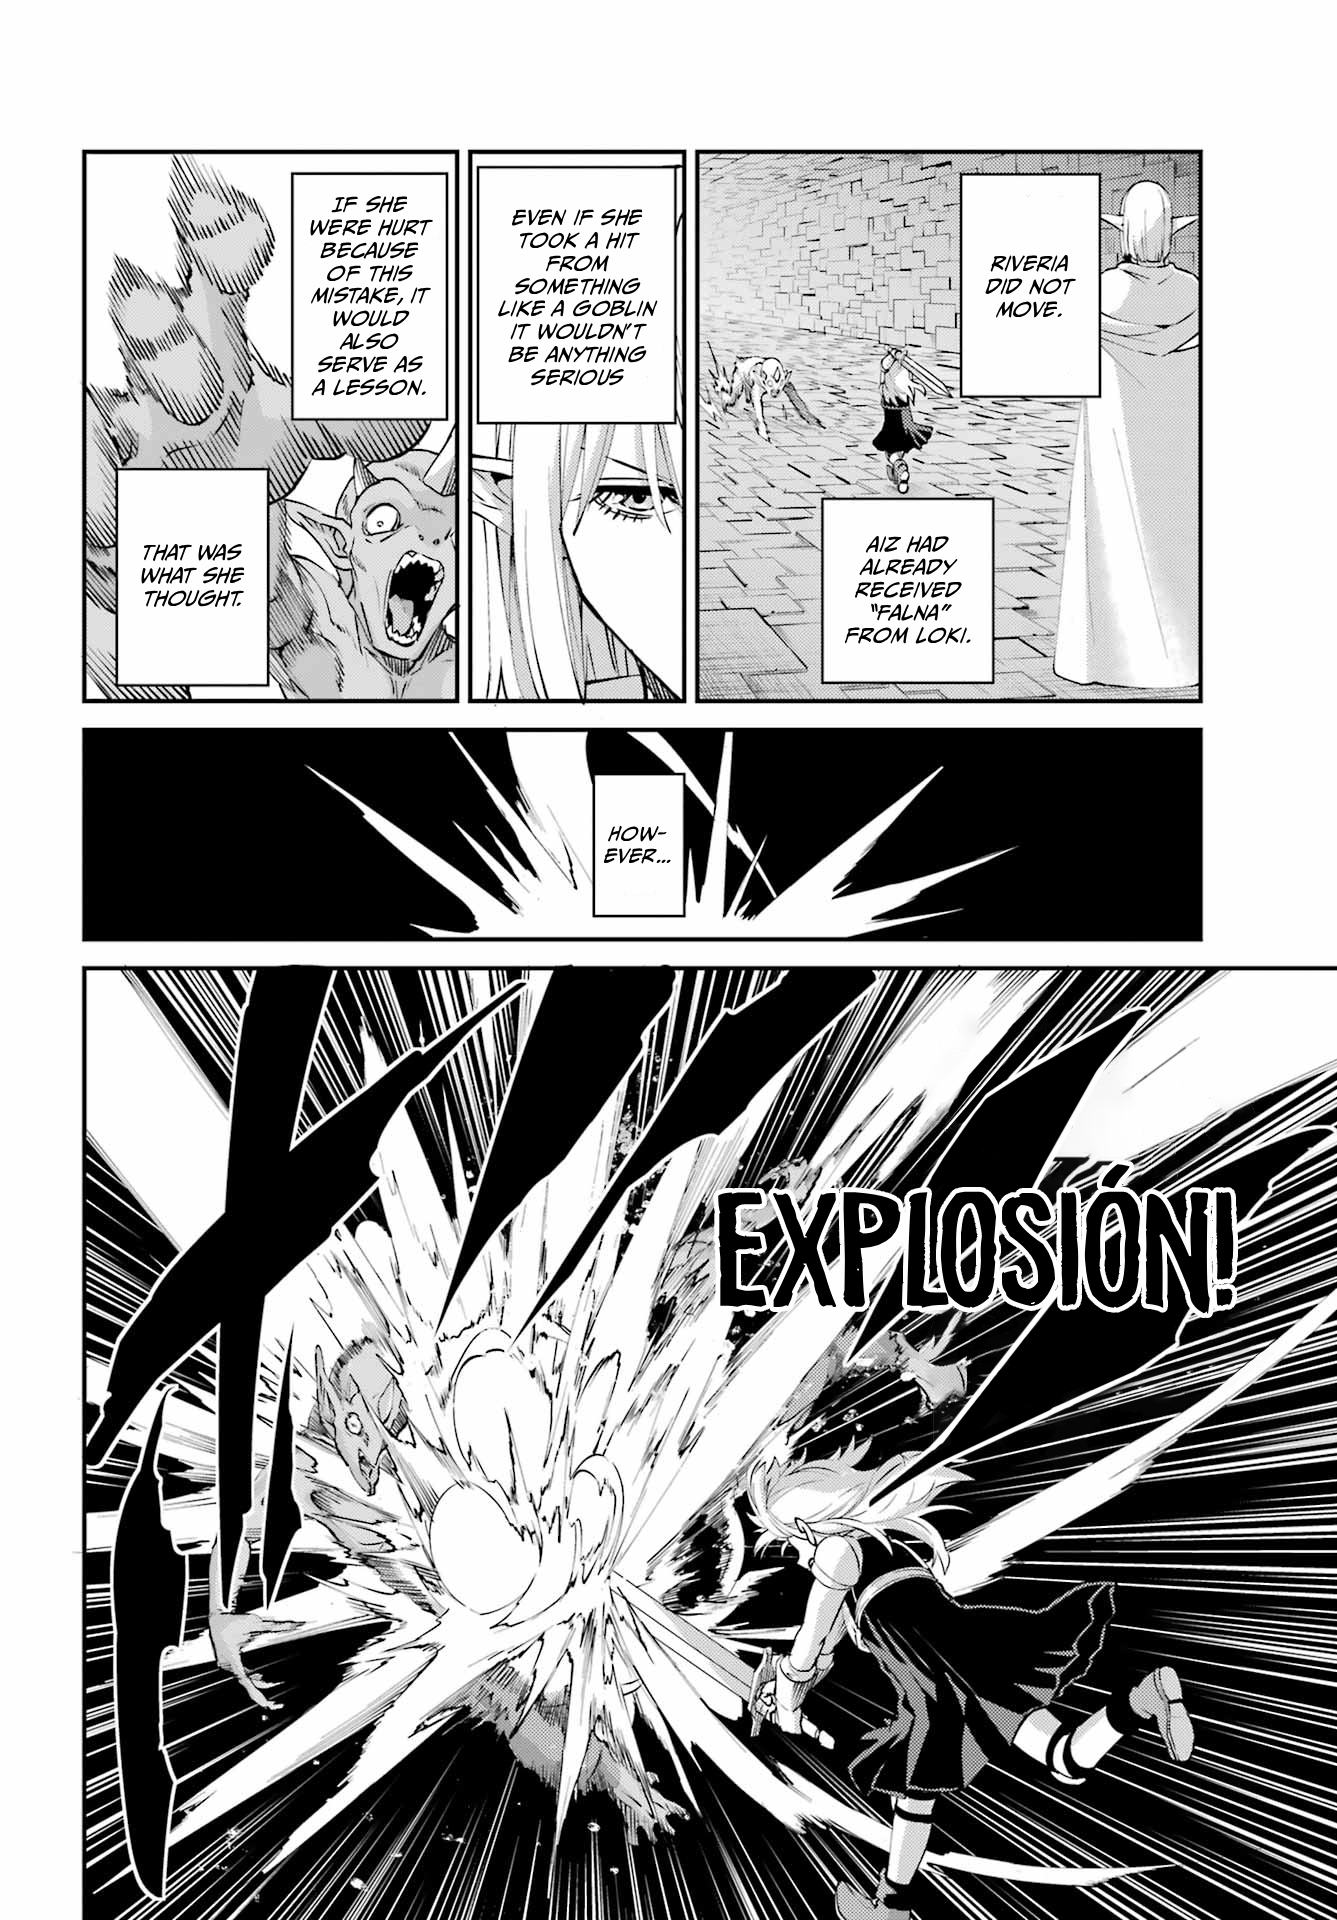 RIVERIA
DID NOT
MOVE.
AIZ HAD
ALREADY
RECEIVED
"FALNA"
FROM LOKI.
EVEN IF SHE
TOOK A HIT
FROM
SOMETHING
LIKE A GOBLIN
IT WOULDN'T
BE ANYTHING
SERIOUS
IF SHE
WERE HURT
BECAUSE
OF THIS
MISTAKE, IT
WOULD
ALSO
SERVE AS
A LESSON.
THAT WAS
WHAT SHE
THOUGHT.
HOW-
EVER...
EXPLOSIÓN!